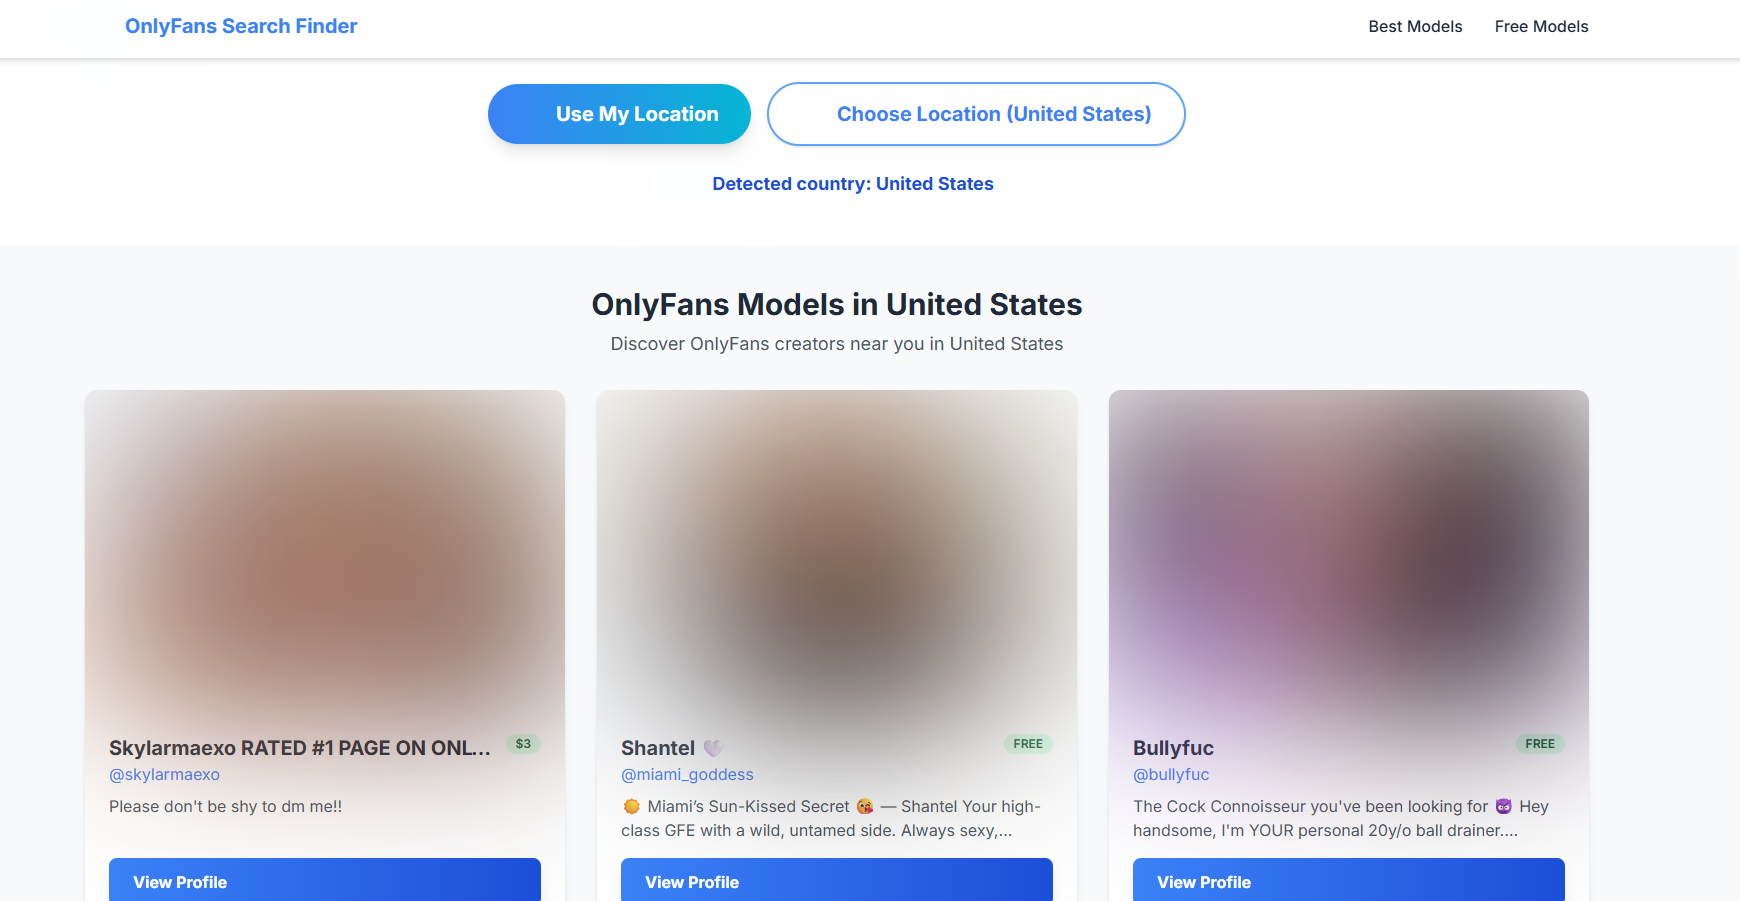 OnlyFans Search Finder
Best Models
Free Models
Use My Location
Choose Location (United States)
Detected country: United States
OnlyFans Models in United States
Discover OnlyFans creators near you in United States
Skylarmaexo RATED #1 PAGE ON ONL...
$3
@skylarmaexo
Please don't be shy to dm me!!
View Profile
Shantel 🤍
FREE
@miami_goddess
🌞 Miami’s Sun-Kissed Secret 😘 — Shantel Your high-
class GFE with a wild, untamed side. Always sexy,...
View Profile
Bullyfuc
FREE
@bullyfuc
The Cock Connoisseur you've been looking for 😈 Hey
handsome, I'm YOUR personal 20y/o ball drainer....
View Profile